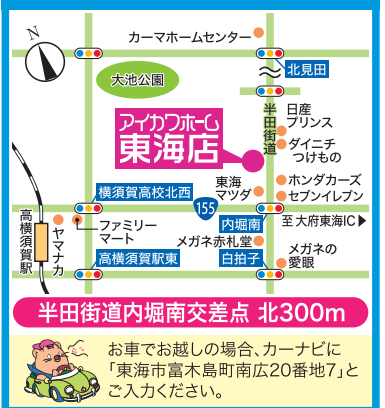 N
カーマホームセンター
北見田
大池公園
半田街道
日産
プリンス
アイカワホーム
東海店
ダイニチ
つけもの
ホンダカーズ
セブンイレブン
東海
マツダ
横須賀高校北西
155
内堀南
至大府東海IC▶
高横須賀駅
ヤマナカ
ファミリー
マート
メガネ赤札堂
高横須賀駅東
白拍子
メガネの
愛眼
半田街道内堀南交差点 北300m
お車でお越しの場合、カーナビに
「東海市富木島町南広20番地7」と
ご入力ください。